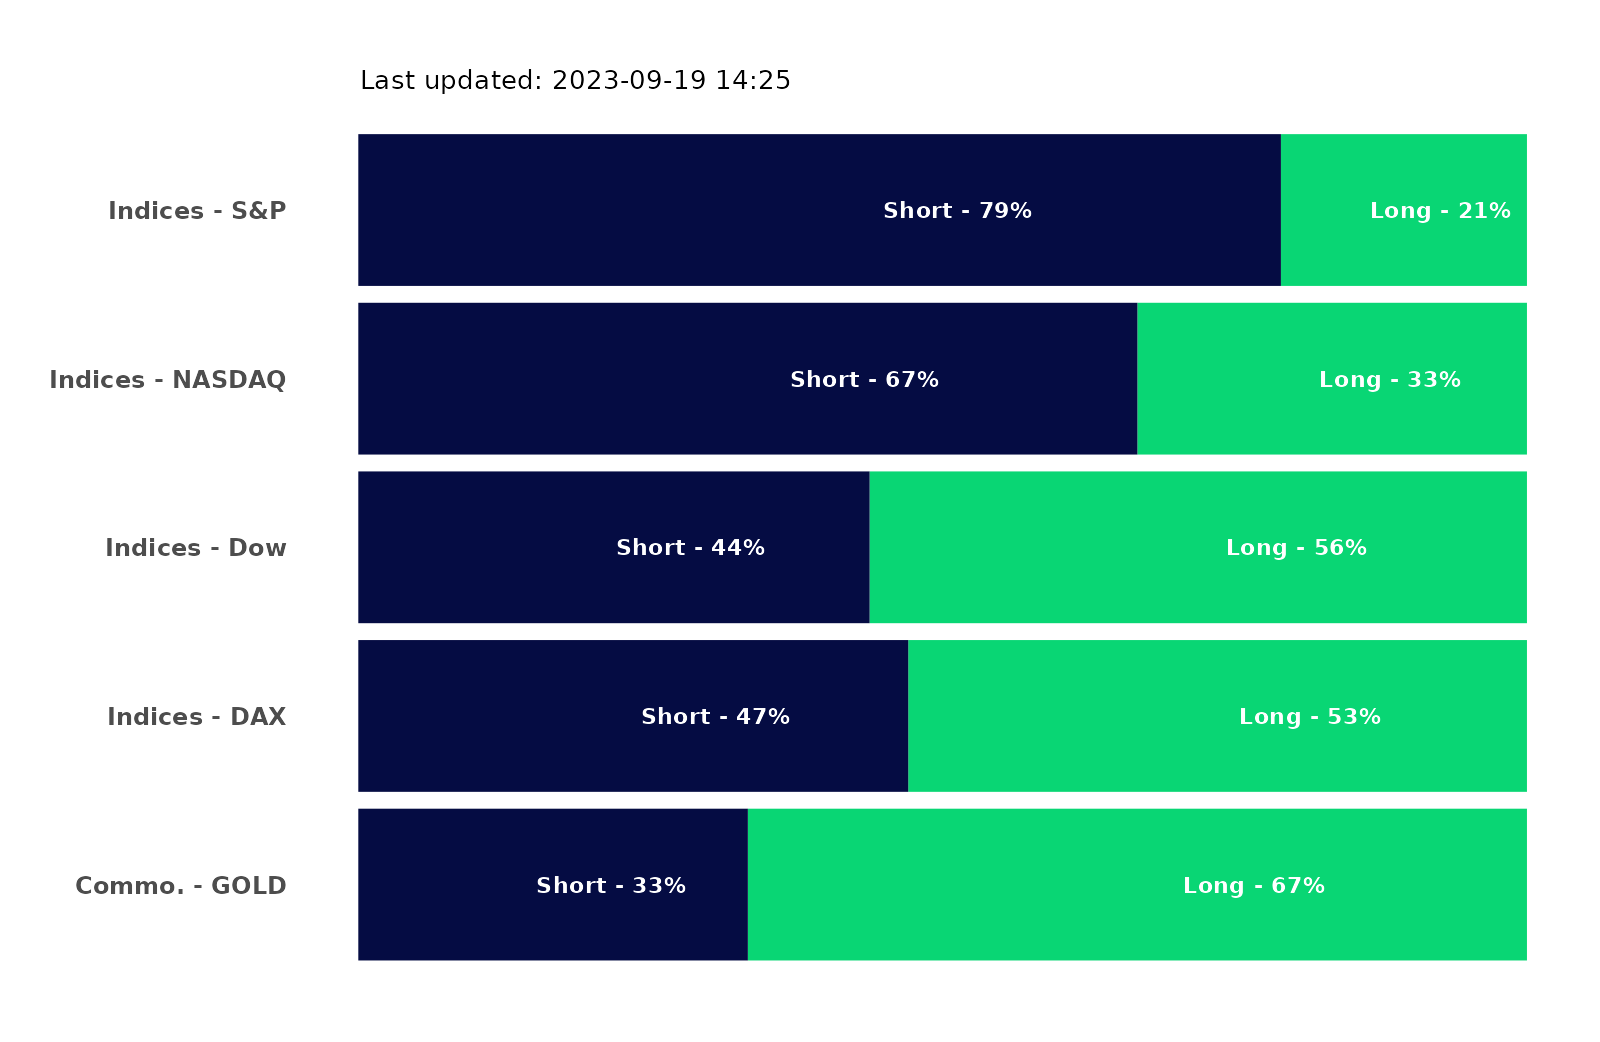 Last updated: 2023-09-19 14:25
Indices - S&P
Short - 79%
Long - 21%
Indices - NASDAQ
Short - 67%
Long - 33%
Indices - Dow
Short - 44%
Long - 56%
Indices - DAX
Short - 47%
Long - 53%
Commo. - GOLD
Short - 33%
Long - 67%